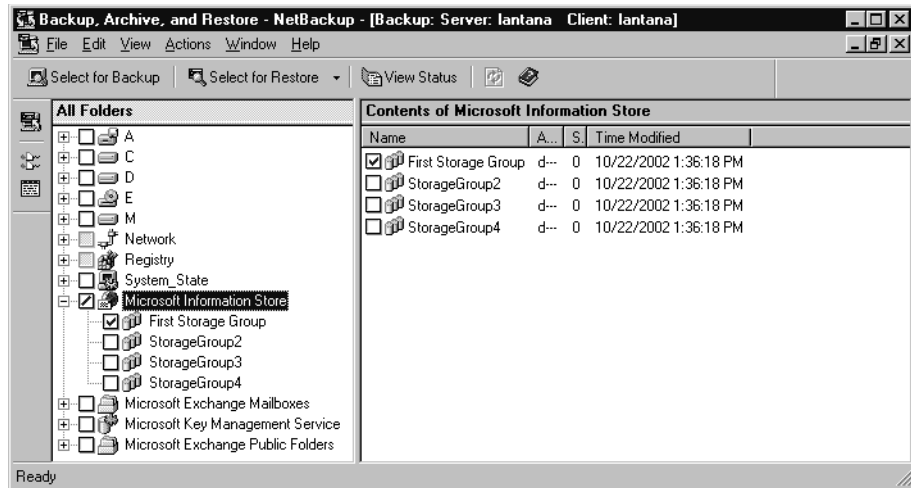 Backup, Archive, and Restore - NetBackup - [Backup: Server: lantana Client: lantana]
File Edit View Actions Window Help
Select for Backup Select for Restore View Status
All Folders
A
C
D
E
M
Network
Registry
System_State
Microsoft Information Store
First Storage Group
StorageGroup2
StorageGroup3
StorageGroup4
Microsoft Exchange Mailboxes
Microsoft Key Management Service
Microsoft Exchange Public Folders
Contents of Microsoft Information Store
Name A... S. Time Modified
First Storage Group d--- 0 10/22/2002 1:36:18 PM
StorageGroup2 d--- 0 10/22/2002 1:36:18 PM
StorageGroup3 d--- 0 10/22/2002 1:36:18 PM
StorageGroup4 d--- 0 10/22/2002 1:36:18 PM
Ready